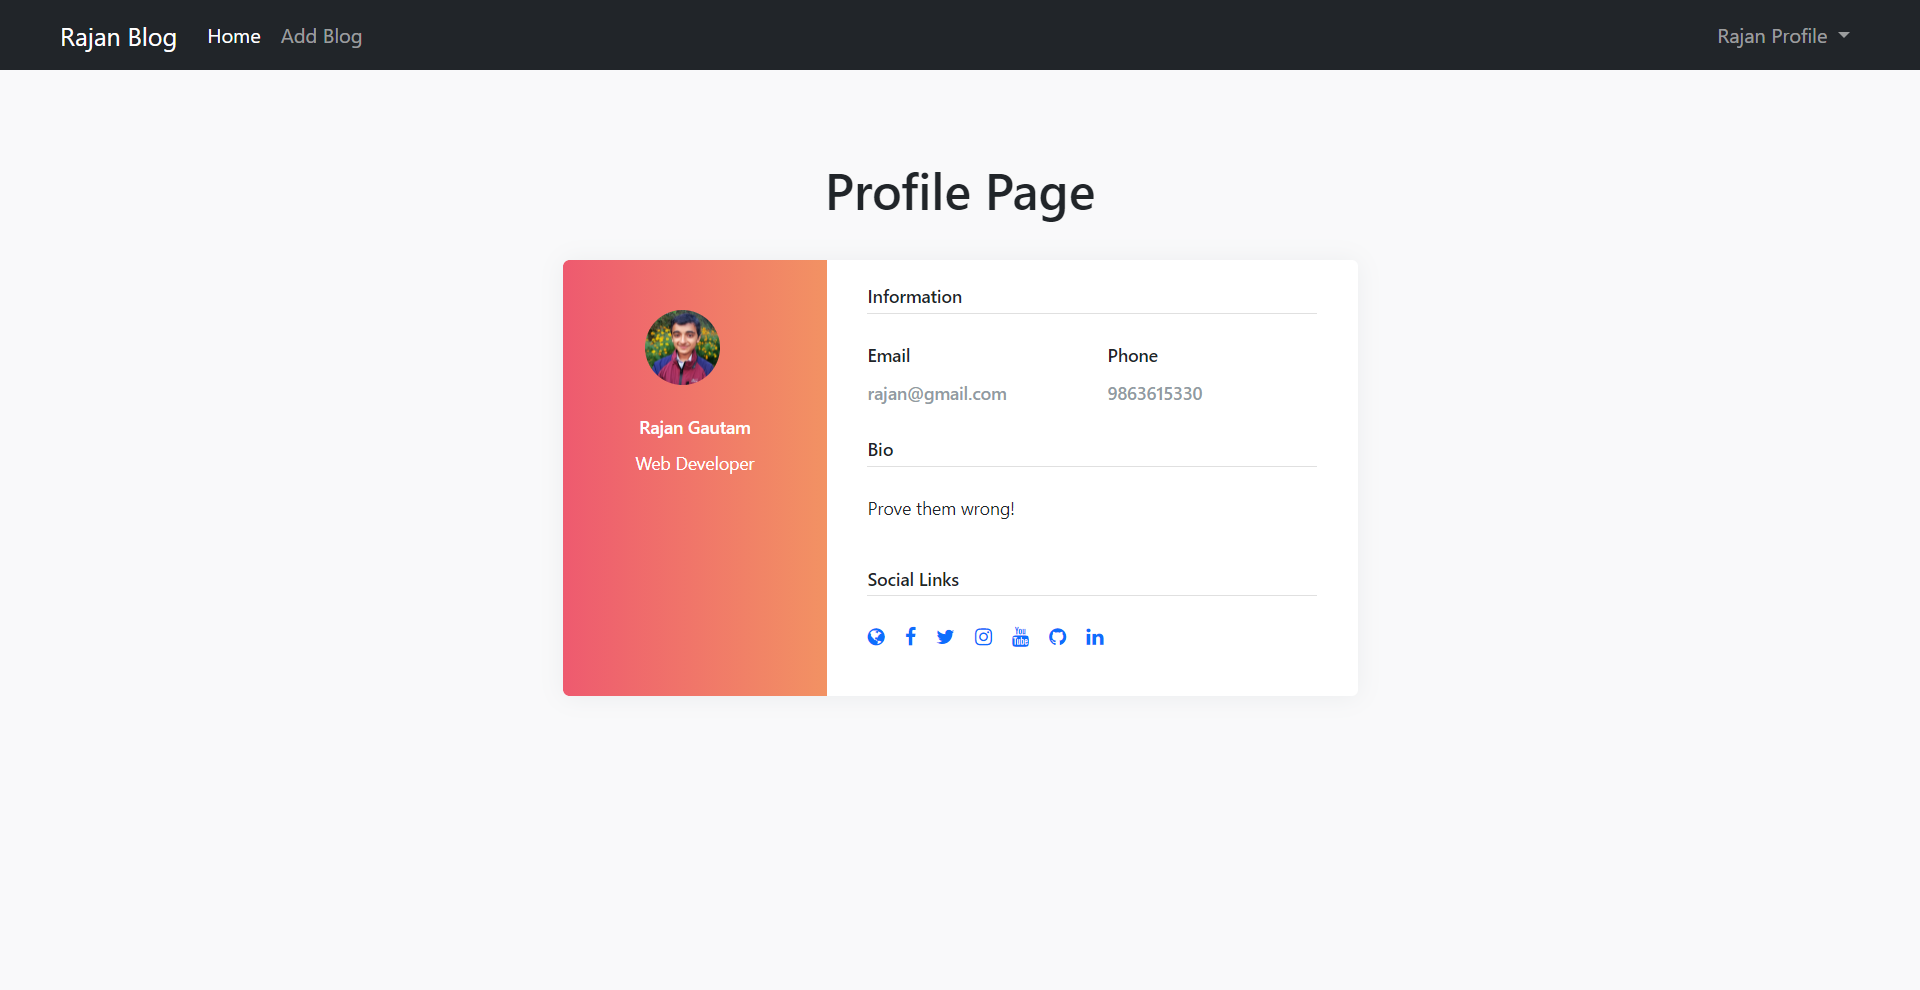 Rajan Blog Home Add Blog Rajan Profile
Profile Page
Rajan Gautam
Web Developer
Information
Email Phone
rajan@gmail.com 9863615330
Bio
Prove them wrong!
Social Links
You
Tube